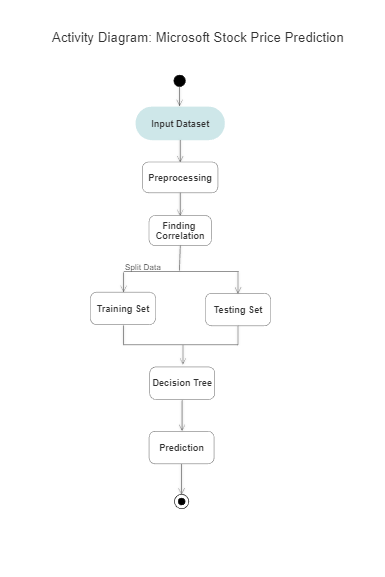 Activity Diagram: Microsoft Stock Price Prediction
Input Dataset
Preprocessing
Finding
Correlation
Split Data
Training Set
Testing Set
Decision Tree
Prediction